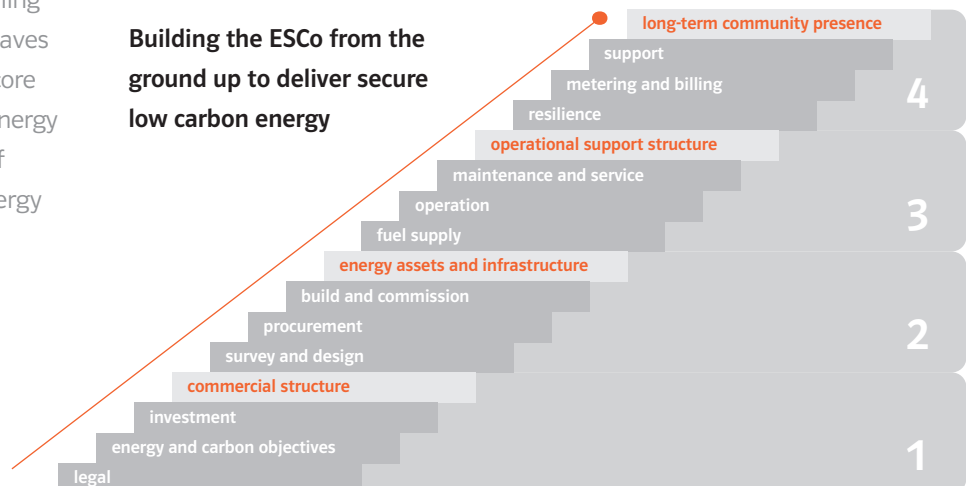 Building the ESCo from the
ground up to deliver secure
low carbon energy
long-term community presence
support
metering and billing
resilience
4
operational support structure
maintenance and service
operation
fuel supply
3
energy assets and infrastructure
build and commission
procurement
survey and design
2
commercial structure
investment
energy and carbon objectives
legal
1